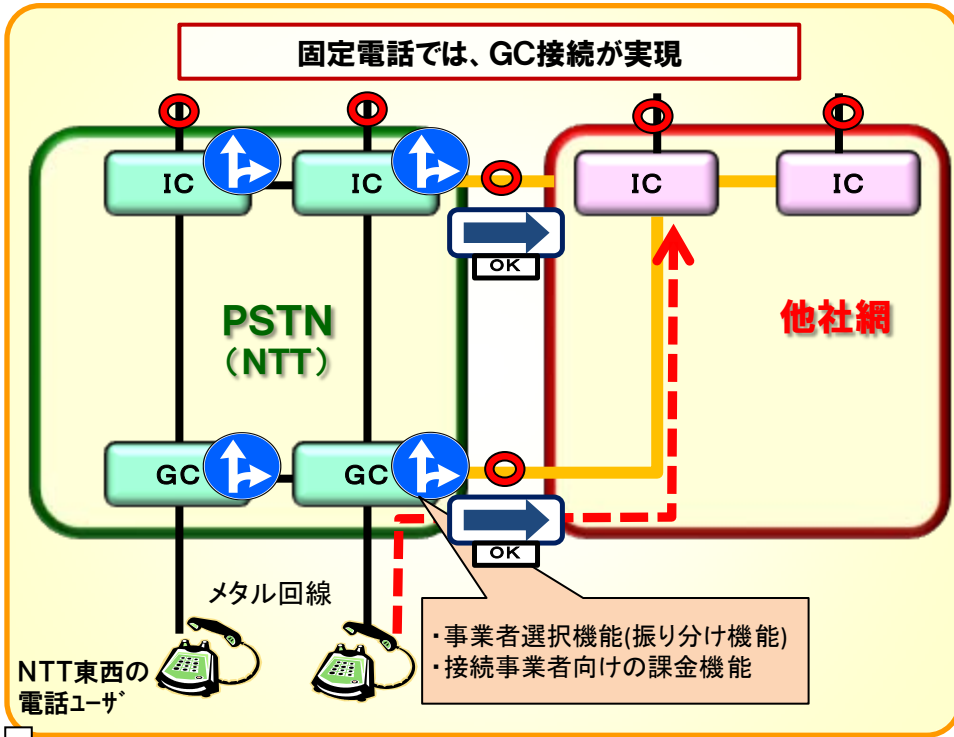 固定電話では、GC接続が実現
IC
IC
IC
IC
OK
PSTN
（NTT）
他社網
GC
GC
OK
メタル回線
・事業者選択機能(振り分け機能)
・接続事業者向けの課金機能
NTT東西の
電話ﾕｰｻﾞ